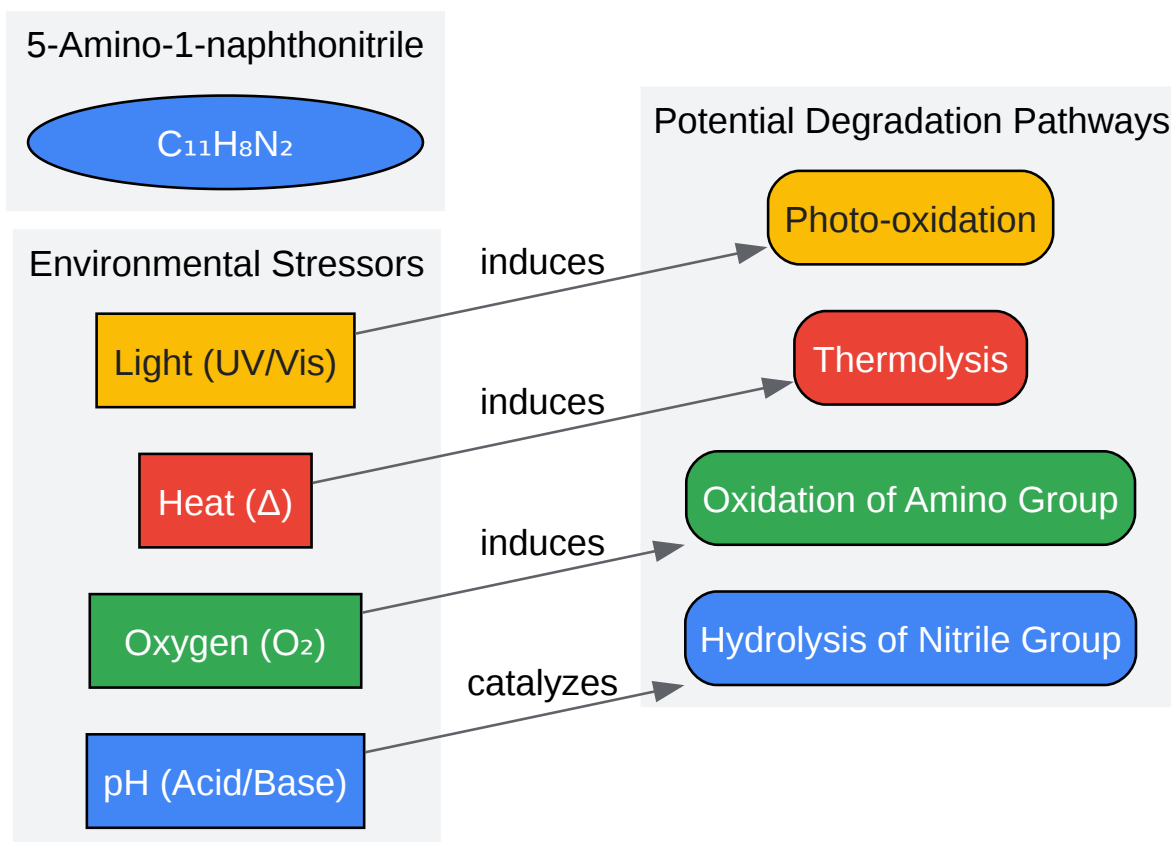 5-Amino-1-naphthonitrile
C₁₁H₈N₂
Environmental Stressors
Light (UV/Vis)
Heat (Δ)
Oxygen (O₂)
pH (Acid/Base)
induces
induces
induces
catalyzes
Potential Degradation Pathways
Photo-oxidation
Thermolysis
Oxidation of Amino Group
Hydrolysis of Nitrile Group